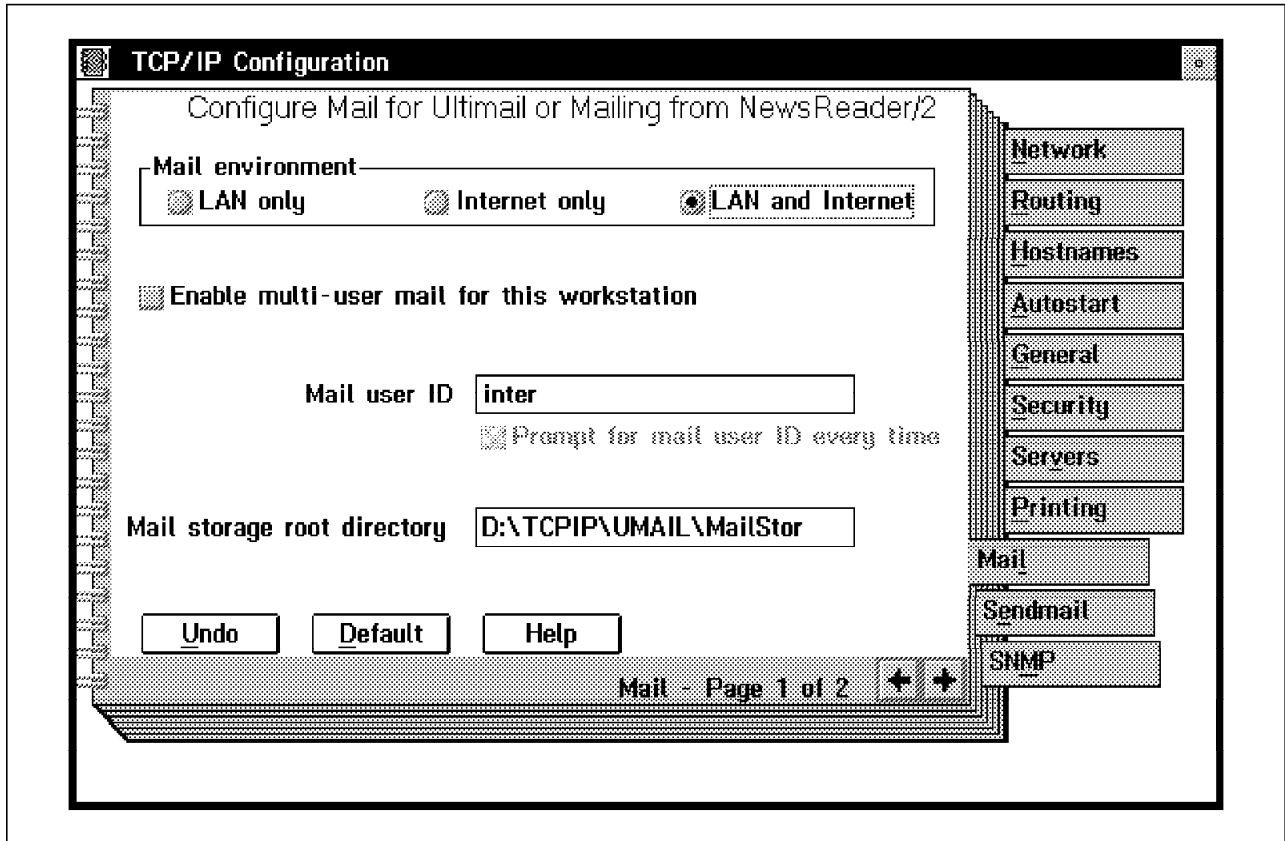 TCP/IP Configuration
Configure Mail for Ultimail or Mailing from NewsReader/2
Mail environment
LAN only Internet only LAN and Internet
Enable multi-user mail for this workstation
Mail user ID inter
Prompt for mail user ID every time
Mail storage root directory D:\TCPIP\UMAIL\MailStor
Undo Default Help
Mail - Page 1 of 2
Network
Routing
Hostnames
Autostart
General
Security
Servers
Printing
Mail
Sendmail
SNMP